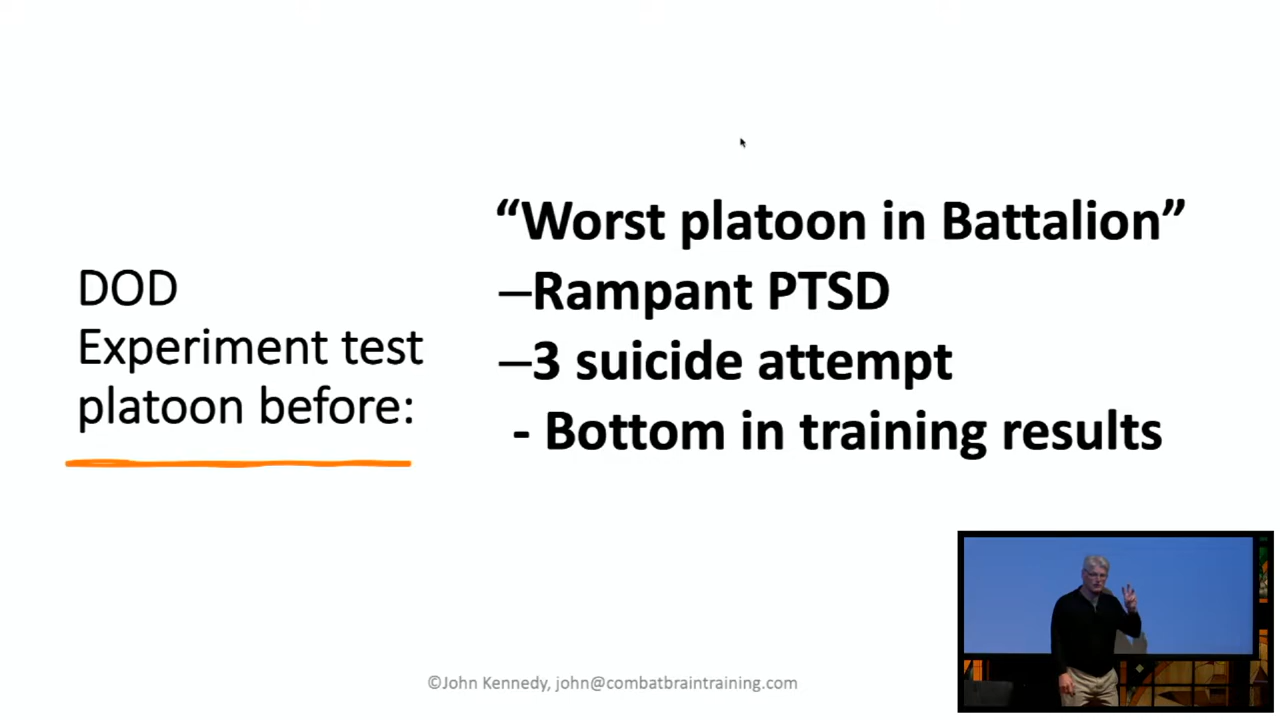 DOD
Experiment test
platoon before:
“Worst platoon in Battalion”
–Rampant PTSD
–3 suicide attempt
- Bottom in training results
©John Kennedy, john@combatbraintraining.com